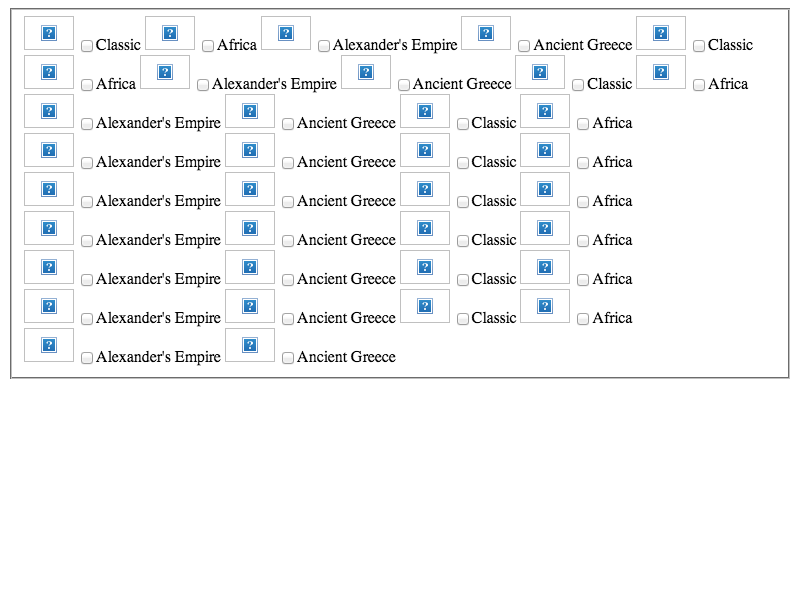 Classic Africa Alexander's Empire Ancient Greece Classic
Africa Alexander's Empire Ancient Greece Classic Africa
Alexander's Empire Ancient Greece Classic Africa
Alexander's Empire Ancient Greece Classic Africa
Alexander's Empire Ancient Greece Classic Africa
Alexander's Empire Ancient Greece Classic Africa
Alexander's Empire Ancient Greece Classic Africa
Alexander's Empire Ancient Greece Classic Africa
Alexander's Empire Ancient Greece